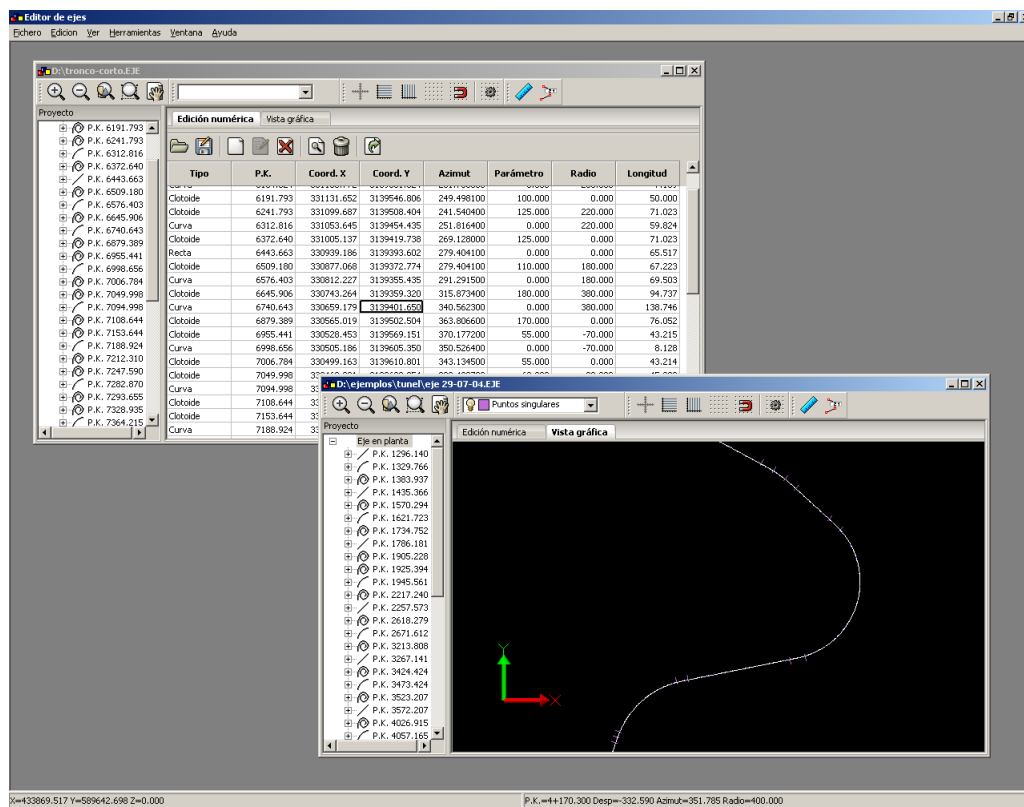 Editor de ejes
Fichero Edicion Ver Herramientas Ventana Ayuda
D:\tronco-corto.EJE
Proyecto
P.K. 6191.793
P.K. 6241.793
P.K. 6312.816
P.K. 6372.640
P.K. 6443.663
P.K. 6509.180
P.K. 6576.403
P.K. 6645.906
P.K. 6740.643
P.K. 6879.389
P.K. 6955.441
P.K. 6998.656
P.K. 7006.784
P.K. 7049.998
P.K. 7094.998
P.K. 7108.644
P.K. 7153.644
P.K. 7188.924
P.K. 7212.310
P.K. 7247.590
P.K. 7282.870
P.K. 7293.655
P.K. 7328.935
P.K. 7364.215
Edición numérica Vista gráfica
Tipo P.K. Coord. X Coord. Y Azimut Parámetro Radio Longitud
Clotoide 6191.793 331131.652 3139546.806 249.498100 100.000 0.000 50.000
Clotoide 6241.793 331099.687 3139508.404 241.540400 125.000 220.000 71.023
Curva 6312.816 331053.645 3139454.435 251.816400 0.000 220.000 59.824
Clotoide 6372.640 331005.137 3139419.738 269.128000 125.000 0.000 71.023
Recta 6443.663 330939.186 3139393.602 279.404100 0.000 0.000 65.517
Clotoide 6509.180 330877.068 3139372.774 279.404100 110.000 180.000 67.223
Curva 6576.403 330812.227 3139355.435 291.291500 0.000 180.000 69.503
Clotoide 6645.906 330743.264 3139359.320 315.873400 180.000 380.000 94.737
Curva 6740.643 330659.179 3139401.650 340.562300 0.000 380.000 138.746
Clotoide 6879.389 330565.019 3139502.504 363.806600 170.000 0.000 76.052
Clotoide 6955.441 330528.453 3139569.151 370.177200 55.000 -70.000 43.215
Curva 6998.656 330505.186 3139605.350 350.526400 0.000 -70.000 8.128
Clotoide 7006.784 330499.163 3139610.801 343.134500 55.000 0.000 43.214
Clotoide 7049.998
Curva 7094.998 33
Clotoide 7108.644 33
Clotoide 7153.644 33
Curva 7188.924 33
D:\ejemplos\tunel\eje 29-07-04.EJE
Puntos singulares
Proyecto
Eje en planta
P.K. 1296.140
P.K. 1329.766
P.K. 1383.937
P.K. 1435.366
P.K. 1570.294
P.K. 1621.723
P.K. 1734.752
P.K. 1786.181
P.K. 1905.228
P.K. 1925.394
P.K. 1945.561
P.K. 2217.240
P.K. 2257.573
P.K. 2618.279
P.K. 2671.612
P.K. 3213.808
P.K. 3267.141
P.K. 3424.424
P.K. 3473.424
P.K. 3523.207
P.K. 3572.207
P.K. 4026.915
P.K. 4057.165
Edición numérica Vista gráfica
Y
X
X=433869.517 Y=589642.698 Z=0.000
P.K.=4+170.300 Desp=-332.590 Azimut=351.785 Radio=400.000